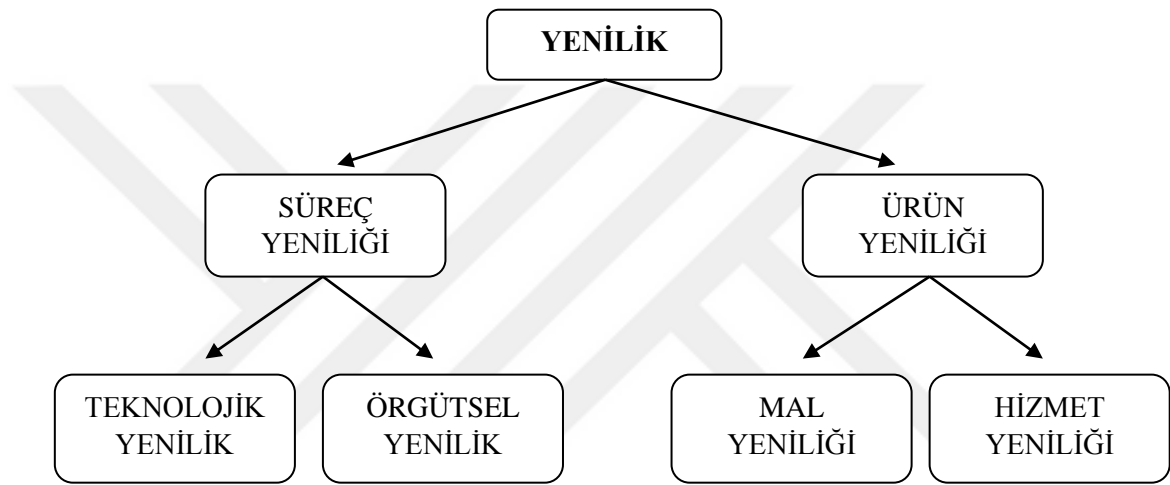 YENİLİK
SÜREÇ
YENİLİĞİ
ÜRÜN
YENİLİĞİ
TEKNOLOJİK
YENİLİK
ÖRGÜTSEL
YENİLİK
MAL
YENİLİĞİ
HİZMET
YENİLİĞİ